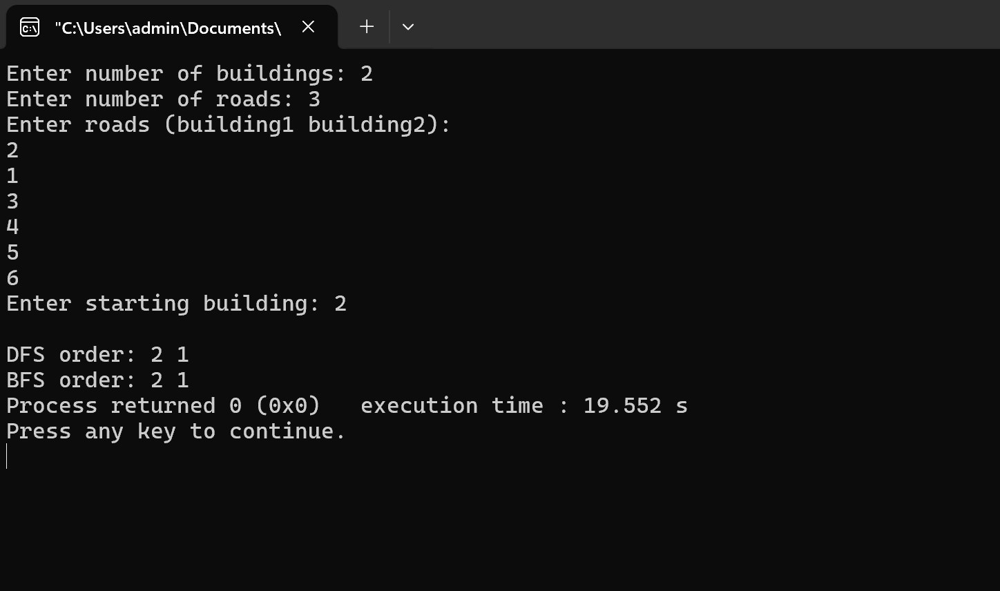 "C:\Users\admin\Documents\
Enter number of buildings: 2
Enter number of roads: 3
Enter roads (building1 building2):
2
1
3
4
5
6
Enter starting building: 2
DFS order: 2 1
BFS order: 2 1
Process returned 0 (0x0)   execution time : 19.552 s
Press any key to continue.